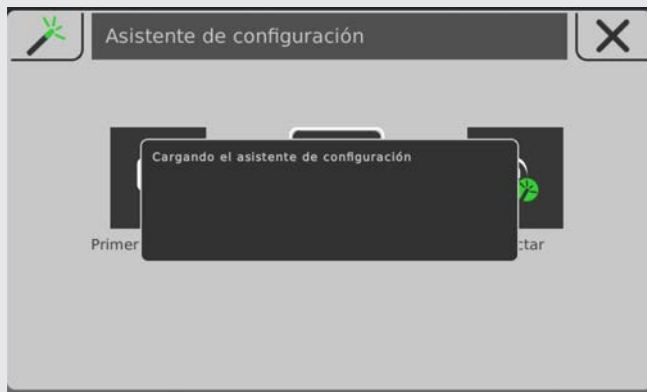 Asistente de configuración
Cargando el asistente de configuración
Primer
ctar